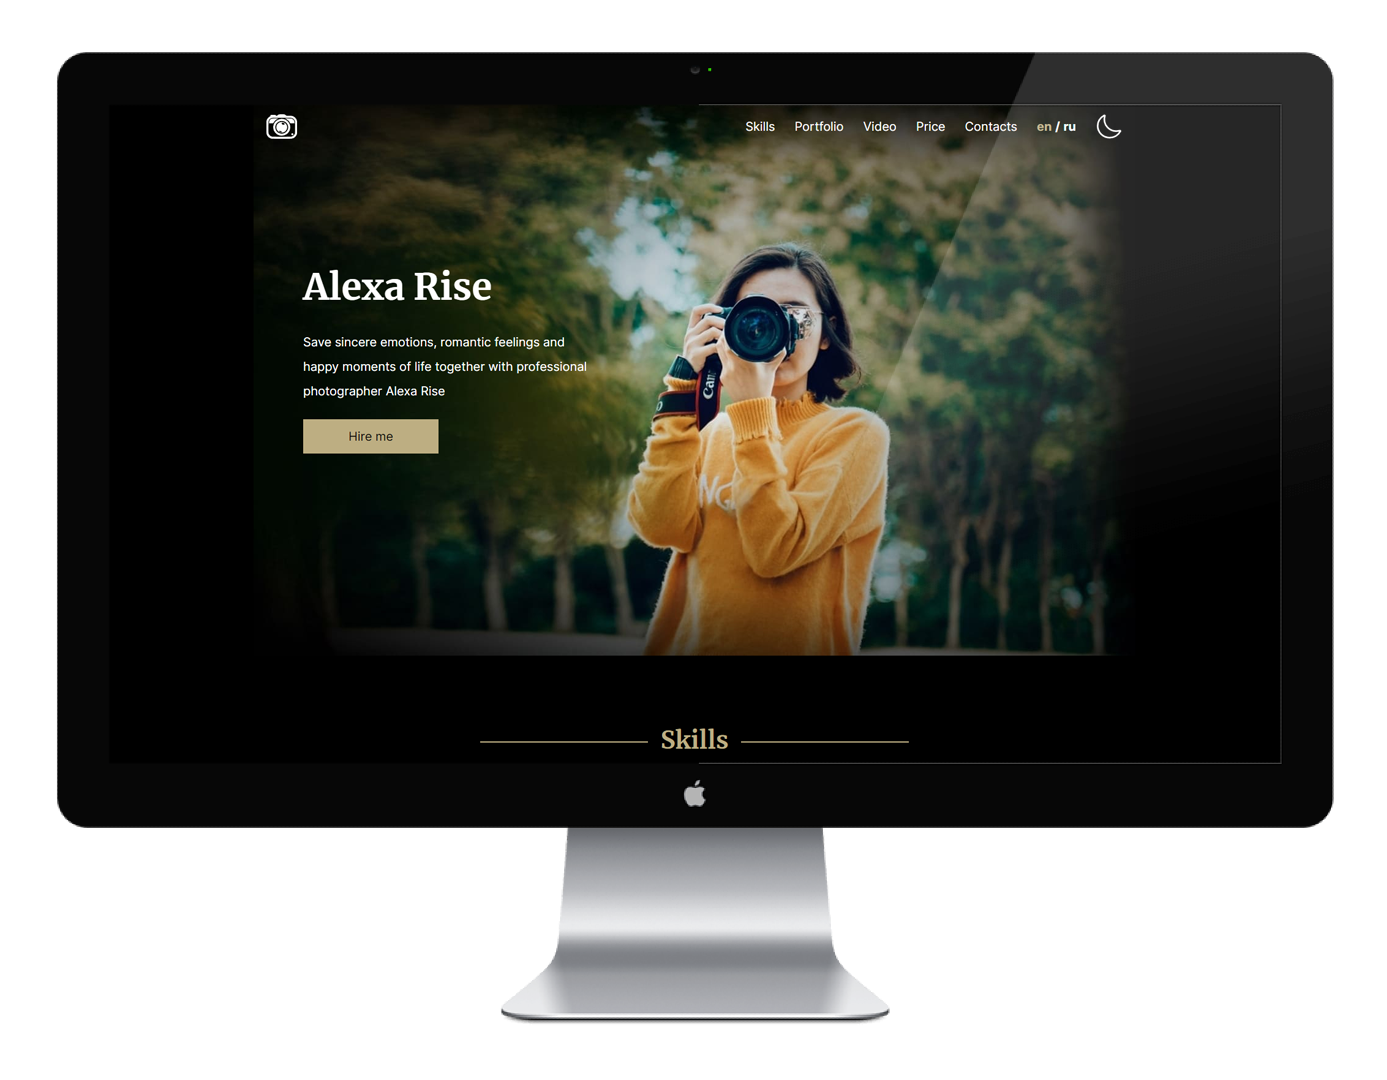 Skills Portfolio Video Price Contacts en / ru
Alexa Rise
Save sincere emotions, romantic feelings and
happy moments of life together with professional
photographer Alexa Rise
Hire me
Skills